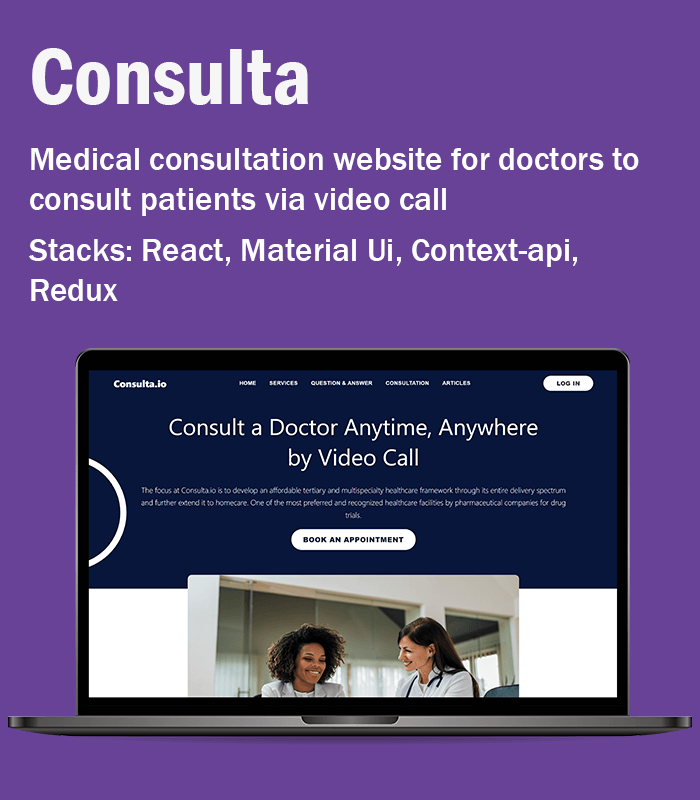 Consulta
Medical consultation website for doctors to
consult patients via video call
Stacks: React, Material Ui, Context-api,
Redux
Consulta.io HOME SERVICES QUESTION & ANSWER CONSULTATION ARTICLES LOG IN
Consult a Doctor Anytime, Anywhere
by Video Call
The focus at Consulta.io is to develop an affordable tertiary and multispecialty healthcare framework through its entire delivery spectrum
and further extend it to homecare. One of the most preferred and recognized healthcare facilities by pharmaceutical companies for drug
trials.
BOOK AN APPOINTMENT